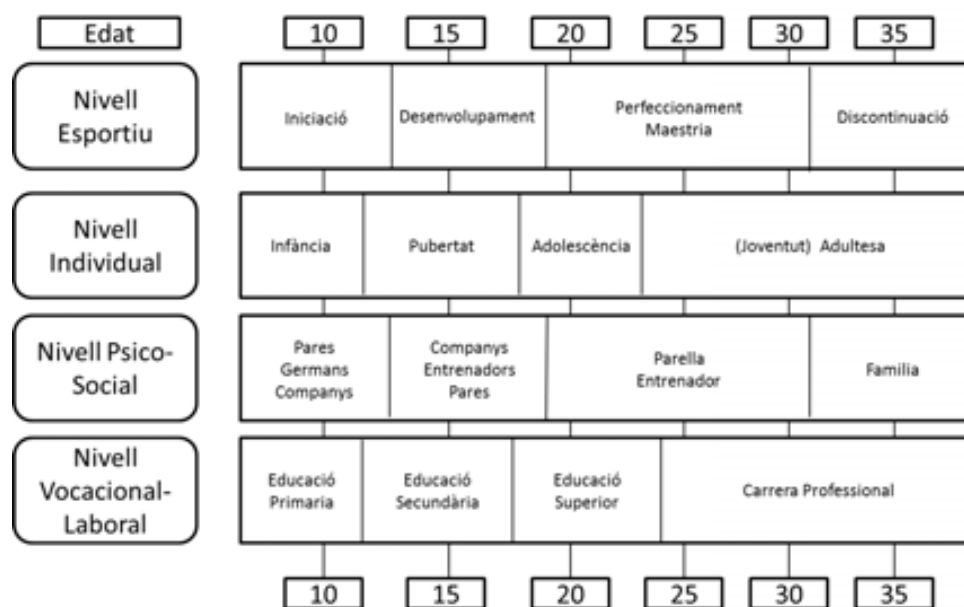 Edat
10 15 20 25 30 35
Nivell
Esportiu
Iniciació
Desenvolupament
Perfeccionament
Maestria
Discontinuació
Nivell
Individual
Infància
Pubertat
Adolescència
(Joventut) Adultesa
Nivell Psico-
Social
Pares
Germans
Companys
Companys
Entrenadors
Pares
Parella
Entrenador
Familia
Nivell
Vocacional-
Laboral
Educació
Primaria
Educació
Secundària
Educació
Superior
Carrera Professional
10 15 20 25 30 35